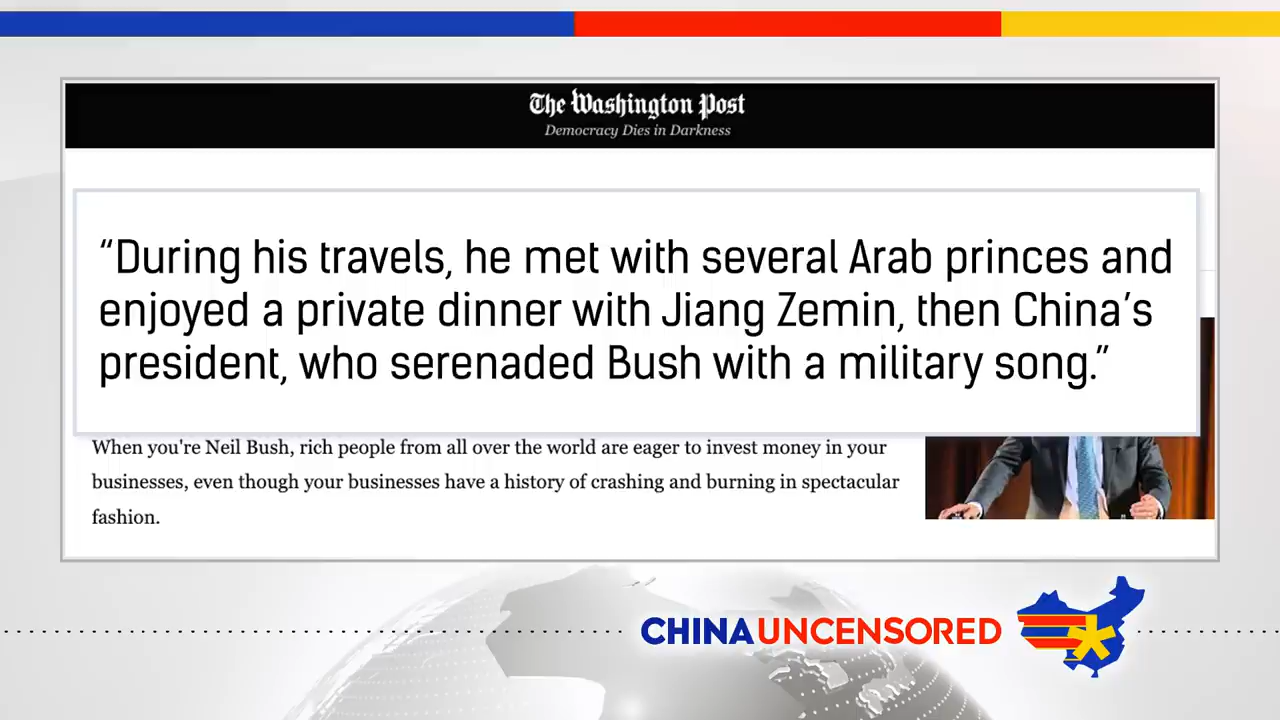 The Washington Post
Democracy Dies in Darkness
“During his travels, he met with several Arab princes and
enjoyed a private dinner with Jiang Zemin, then China’s
president, who serenaded Bush with a military song.”
When you're Neil Bush, rich people from all over the world are eager to invest money in your
businesses, even though your businesses have a history of crashing and burning in spectacular
fashion.
CHINA UNCENSORED